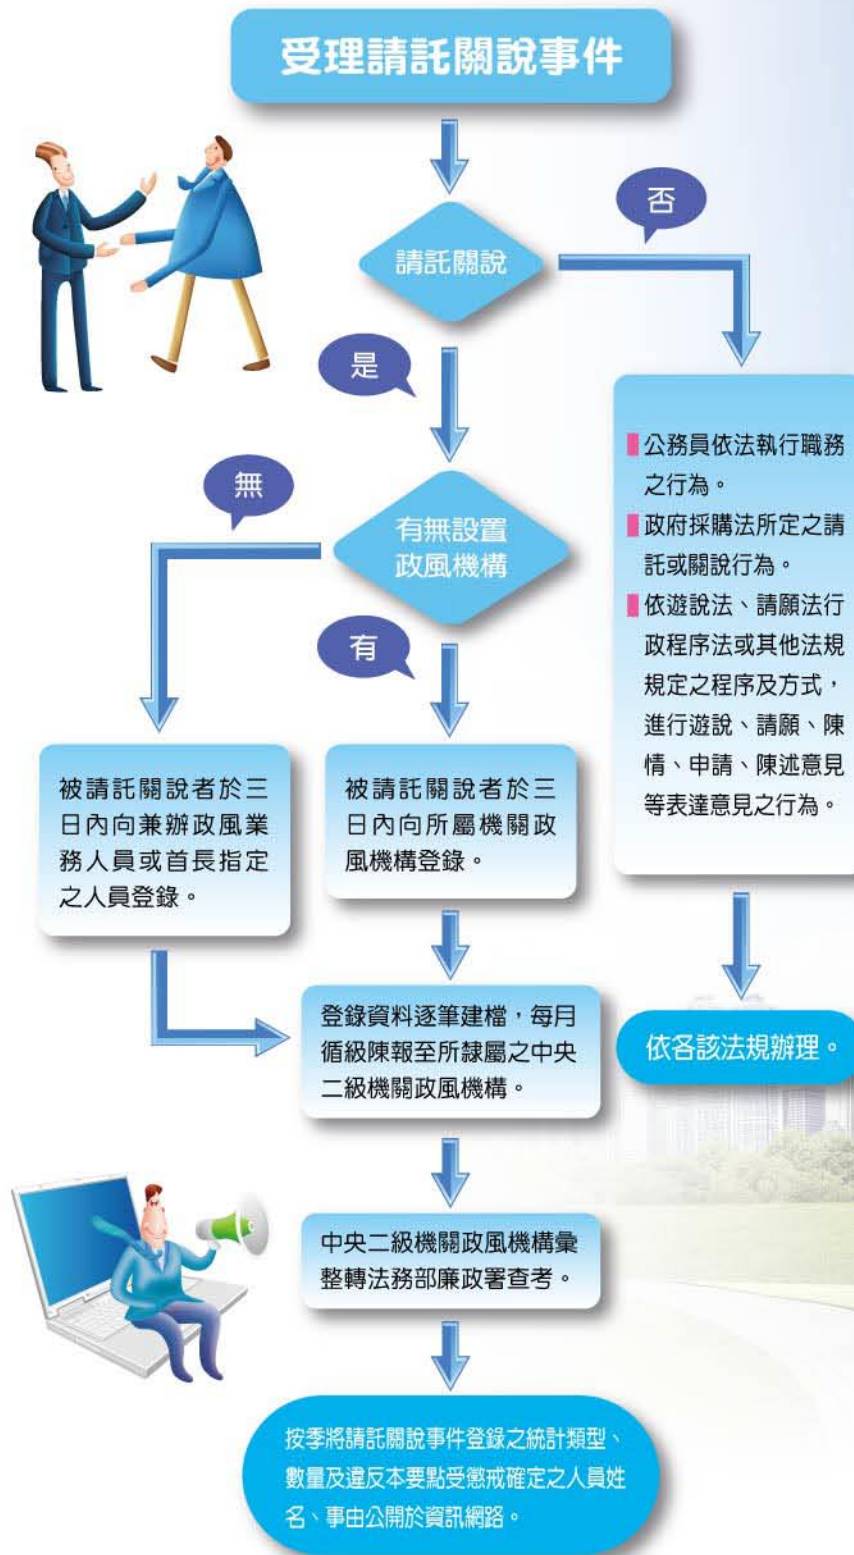 受理請託關說事件
請託關說
否
是
公務員依法執行職務
之行為。
政府採購法所定之請
託或關說行為。
依遊說法、請願法行
政程序法或其他法規
規定之程序及方式，
進行遊說、請願、陳
情、申請、陳述意見
等表達意見之行為。
無
有無設置
政風機構
有
被請託關說者於三
日內向兼辦政風業
務人員或首長指定
之人員登錄。
被請託關說者於三
日內向所屬機關政
風機構登錄。
登錄資料逐筆建檔，每月
循級陳報至所隸屬之中央
二級機關政風機構。
依各該法規辦理。
中央二級機關政風機構彙
整轉法務部廉政署查考。
按季將請託關說事件登錄之統計類型、
數量及違反本要點受懲戒確定之人員姓
名、事由公開於資訊網路。